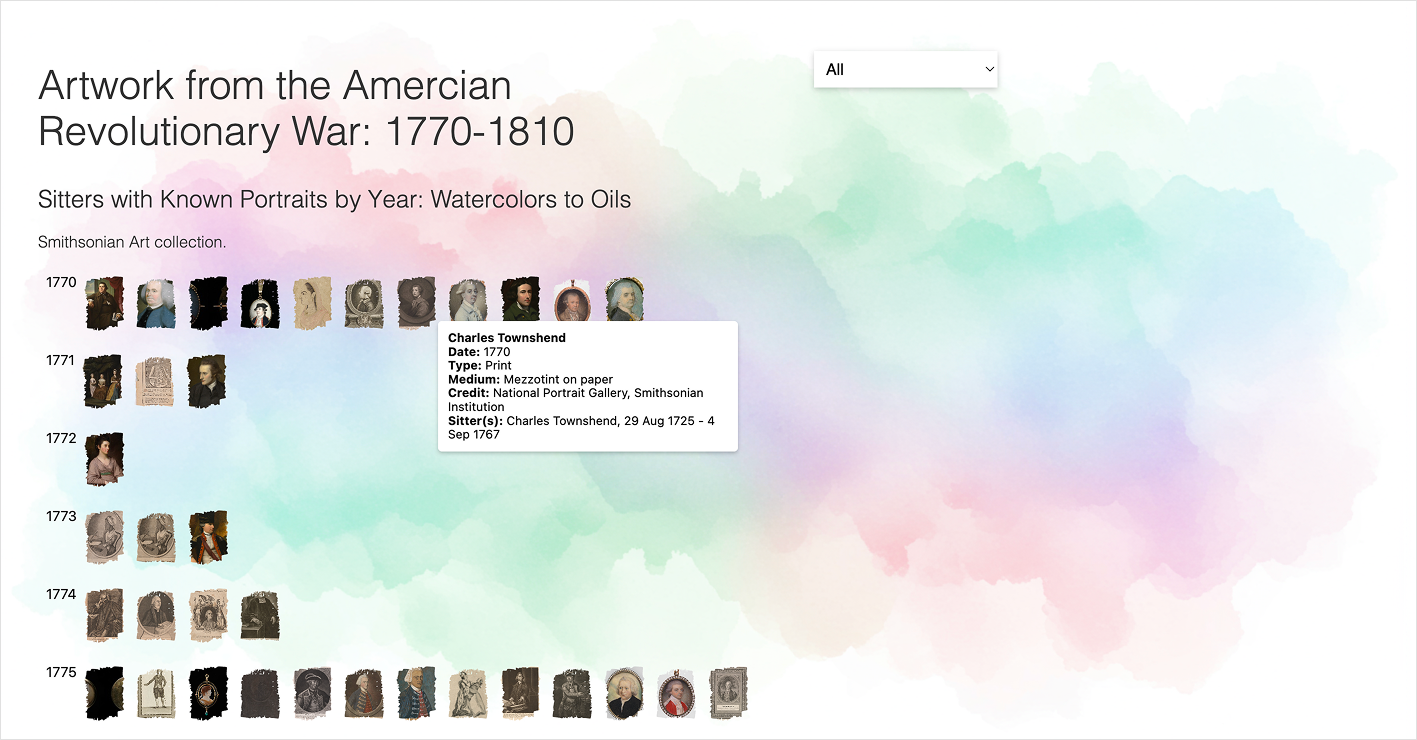 All
Artwork from the Amercian
Revolutionary War: 1770-1810
Sitters with Known Portraits by Year: Watercolors to Oils
Smithsonian Art collection.
1770
Charles Townshend
Date: 1770
Type: Print
Medium: Mezzotint on paper
Credit: National Portrait Gallery, Smithsonian
Institution
Sitter(s): Charles Townshend, 29 Aug 1725 - 4
Sep 1767
1771
1772
1773
1774
1775